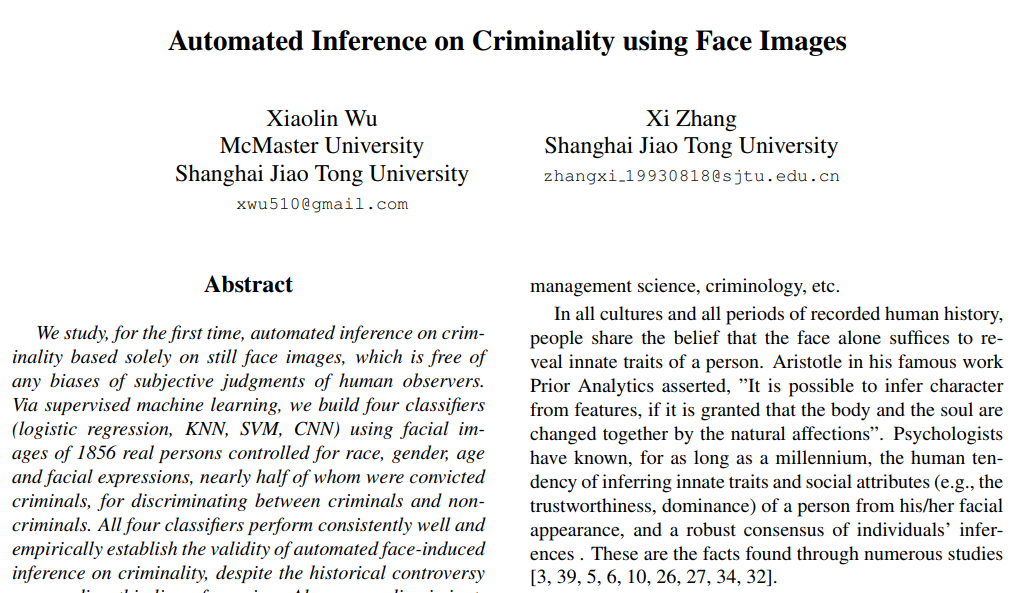 Automated Inference on Criminality using Face Images
Xiaolin Wu
McMaster University
Shanghai Jiao Tong University
xwu510@gmail.com
Xi Zhang
Shanghai Jiao Tong University
zhangxi_19930818@sjtu.edu.cn
Abstract
We study, for the first time, automated inference on crim-
inality based solely on still face images, which is free of
any biases of subjective judgments of human observers.
Via supervised machine learning, we build four classifiers
(logistic regression, KNN, SVM, CNN) using facial im-
ages of 1856 real persons controlled for race, gender, age
and facial expressions, nearly half of whom were convicted
criminals, for discriminating between criminals and non-
criminals. All four classifiers perform consistently well and
empirically establish the validity of automated face-induced
inference on criminality, despite the historical controversy
management science, criminology, etc.
In all cultures and all periods of recorded human history,
people share the belief that the face alone suffices to re-
veal innate traits of a person. Aristotle in his famous work
Prior Analytics asserted, ”It is possible to infer character
from features, if it is granted that the body and the soul are
changed together by the natural affections”. Psychologists
have known, for as long as a millennium, the human ten-
dency of inferring innate traits and social attributes (e.g., the
trustworthiness, dominance) of a person from his/her facial
appearance, and a robust consensus of individuals’ infer-
ences . These are the facts found through numerous studies
[3, 39, 5, 6, 10, 26, 27, 34, 32].